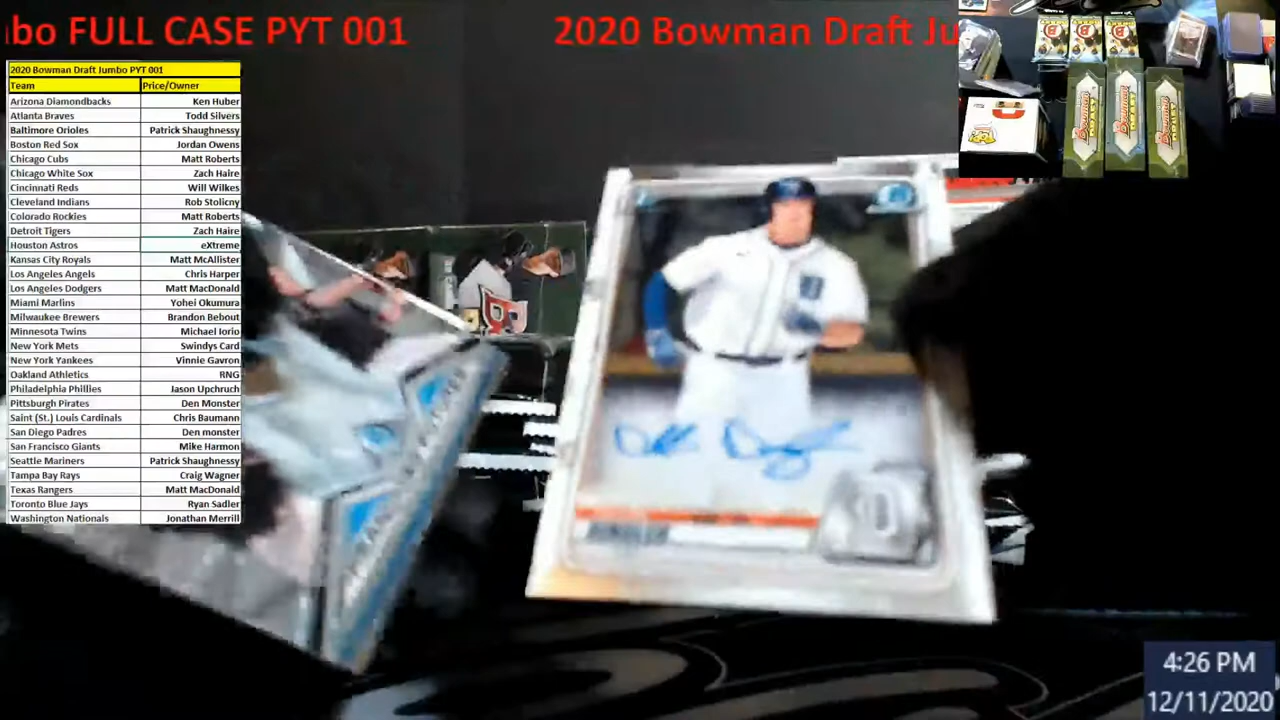 bo FULL CASE PYT 001 2020 Bowman Draft Ju
2020 Bowman Draft Jumbo PYT 001
Team Price/Owner
Arizona Diamondbacks Ken Huber
Atlanta Braves Todd Silvers
Baltimore Orioles Patrick Shaughnessy
Boston Red Sox Jordan Owens
Chicago Cubs Matt Roberts
Chicago White Sox Zach Haire
Cincinnati Reds Will Wilkes
Cleveland Indians Rob Stolicny
Colorado Rockies Matt Roberts
Detroit Tigers Zach Haire
Houston Astros eXtreme
Kansas City Royals Matt McAllister
Los Angeles Angels Chris Harper
Los Angeles Dodgers Matt MacDonald
Miami Marlins Yohei Okumura
Milwaukee Brewers Brandon Bebout
Minnesota Twins Michael Iorio
New York Mets Swindys Card
New York Yankees Vinnie Gavron
Oakland Athletics RNG
Philadelphia Phillies Jason Upchruch
Pittsburgh Pirates Den Monster
Saint (St.) Louis Cardinals Chris Baumann
San Diego Padres Den monster
San Francisco Giants Mike Harmon
Seattle Mariners Patrick Shaughnessy
Tampa Bay Rays Craig Wagner
Texas Rangers Matt MacDonald
Toronto Blue Jays Ryan Sadler
Washington Nationals Jonathan Merrill
4:26 PM
12/11/2020